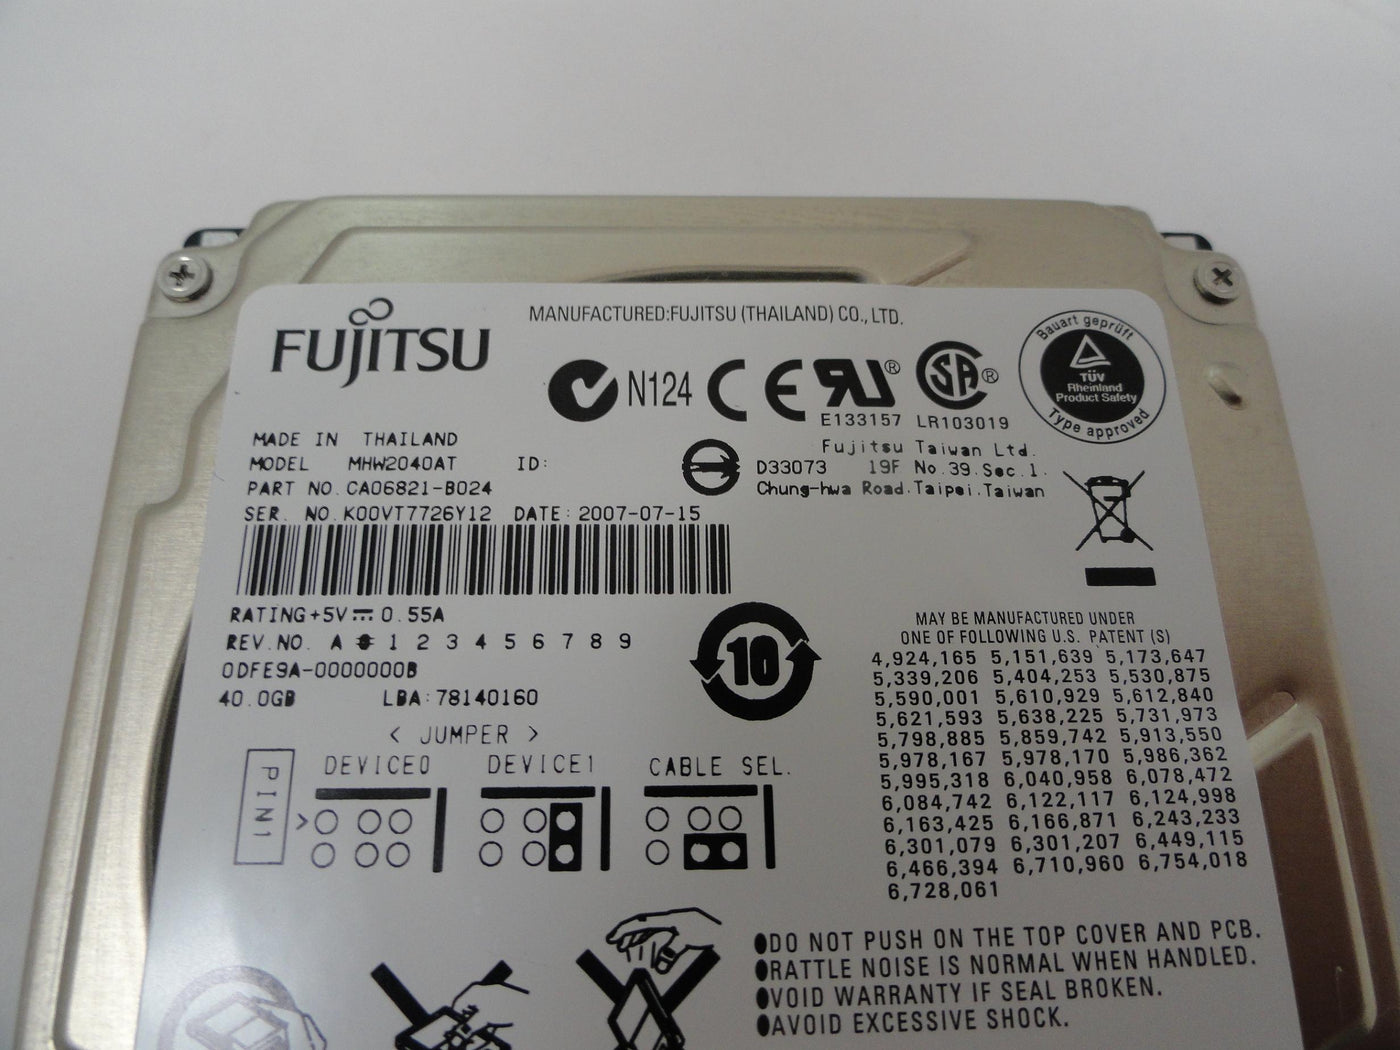 FUJITSU
MANUFACTURED:FUJITSU (THAILAND) CO., LTD.
N124 CE
E133157 LR103019
Bauart geprüft
TÜV
Rheinland
Product Safety
Type approved
MADE IN THAILAND
MODEL MHW2040AT ID:
PART NO. CA06821-B024
SER. NO. K00VT7726Y12 DATE: 2007-07-15
Fujitsu Taiwan Ltd.
D33073 19F No.39.Sec.1.
Chung-hwa Road.Taipei.Taiwan
RATING +5V 0.55A
REV.NO. A 1 2 3 4 5 6 7 8 9
0DFE9A-0000000B
40.0GB LBA: 78140160
10
< JUMPER >
PIN1
DEVICE0 DEVICE1 CABLE SEL.
MAY BE MANUFACTURED UNDER
ONE OF FOLLOWING U.S. PATENT (S)
4,924,165 5,151,639 5,173,647
5,339,206 5,404,253 5,530,875
5,590,001 5,610,929 5,612,840
5,621,593 5,638,225 5,731,973
5,798,885 5,859,742 5,913,550
5,978,167 5,978,170 5,986,362
5,995,318 6,040,958 6,078,472
6,084,742 6,122,117 6,124,998
6,163,425 6,166,871 6,243,233
6,301,079 6,301,207 6,449,115
6,466,394 6,710,960 6,754,018
6,728,061
●DO NOT PUSH ON THE TOP COVER AND PCB.
●RATTLE NOISE IS NORMAL WHEN HANDLED.
●VOID WARRANTY IF SEAL BROKEN.
●AVOID EXCESSIVE SHOCK.